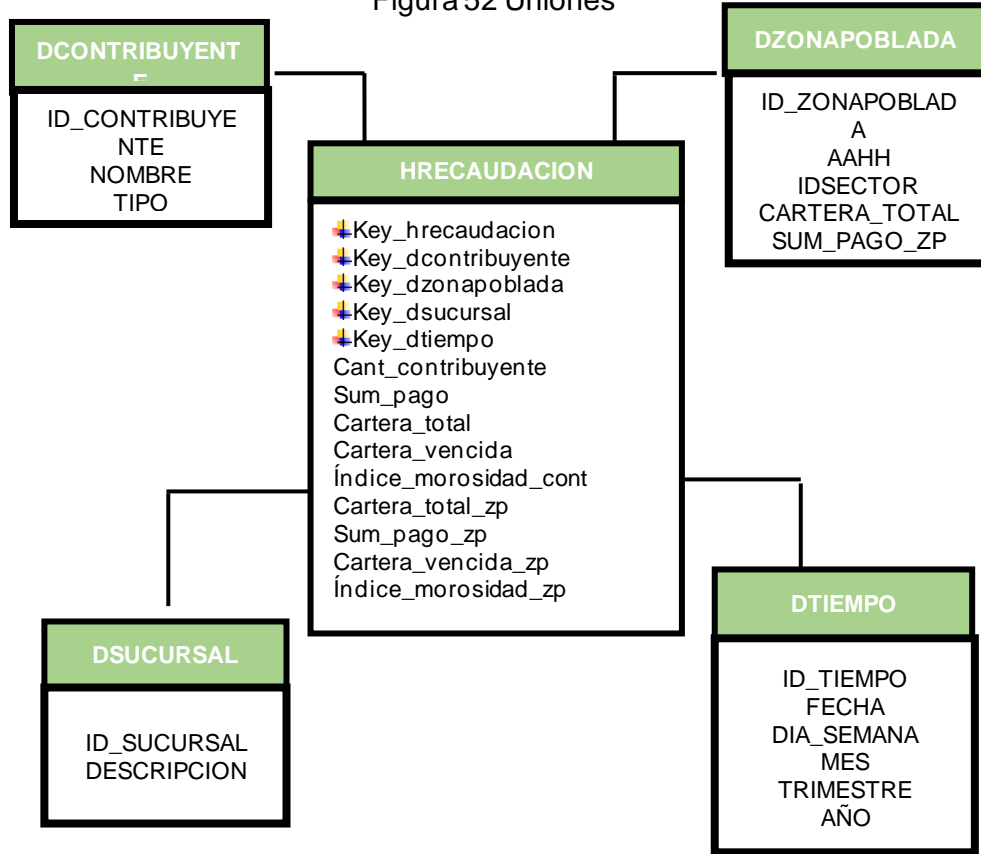 Figura 52 Uniones
DCONTRIBUYENT
E
ID_CONTRIBUYE
NTE
NOMBRE
TIPO
DZONAPOBLADA
ID_ZONAPOBLAD
A
AAHH
IDSECTOR
CARTERA_TOTAL
SUM_PAGO_ZP
HRECAUDACION
Key_hrecaudacion
Key_dcontribuyente
Key_dzonapoblada
Key_dsucursal
Key_dtiempo
Cant_contribuyente
Sum_pago
Cartera_total
Cartera_vencida
Índice_morosidad_cont
Cartera_total_zp
Sum_pago_zp
Cartera_vencida_zp
Índice_morosidad_zp
DSUCURSAL
ID_SUCURSAL
DESCRIPCION
DTIEMPO
ID_TIEMPO
FECHA
DIA_SEMANA
MES
TRIMESTRE
AÑO